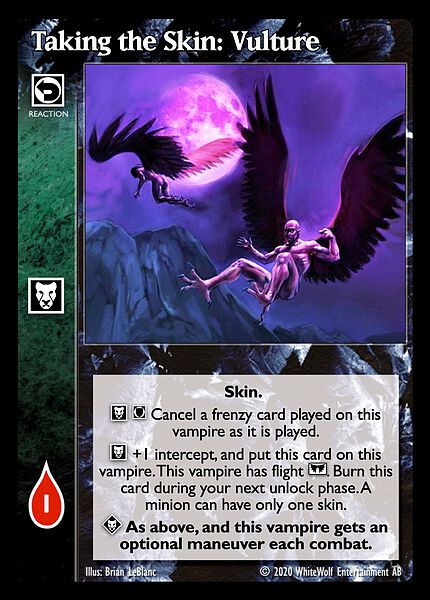 Taking the Skin: Vulture
REACTION
Skin.
Cancel a frenzy card played on this
vampire as it is played.
+1 intercept, and put this card on this
vampire. This vampire has flight. Burn this
card during your next unlock phase. A
minion can have only one skin.
As above, and this vampire gets an
optional maneuver each combat.
1
Illus: Brian LeBlanc
© 2020 WhiteWolf Entertainment AB